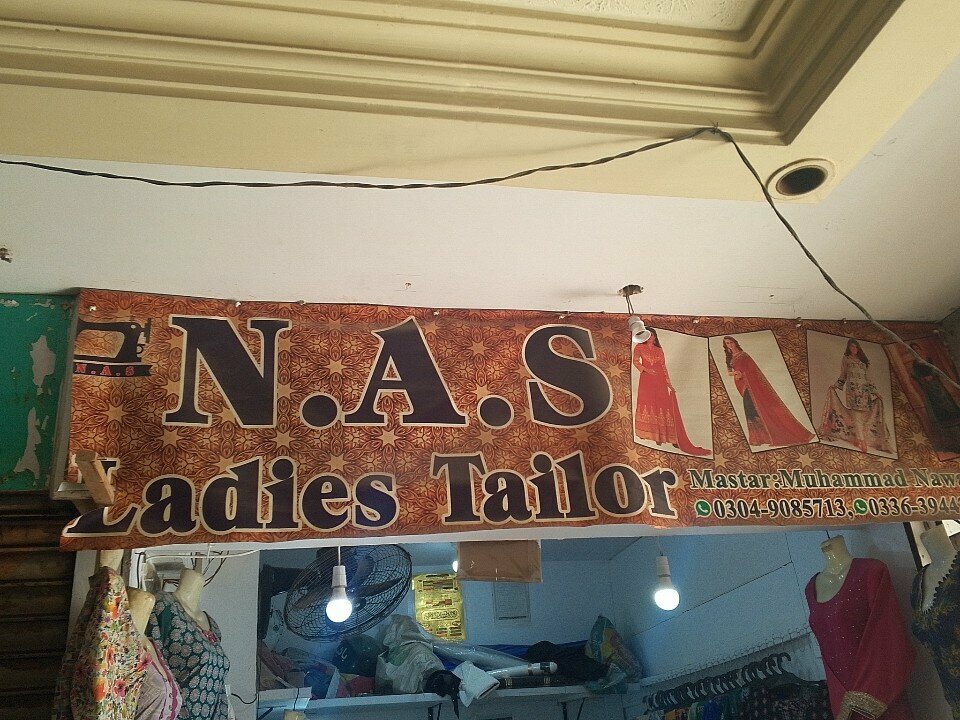 N.A.S
N.A.S
Ladies Tailor
Mastar:Muhammad
0304-9085713,